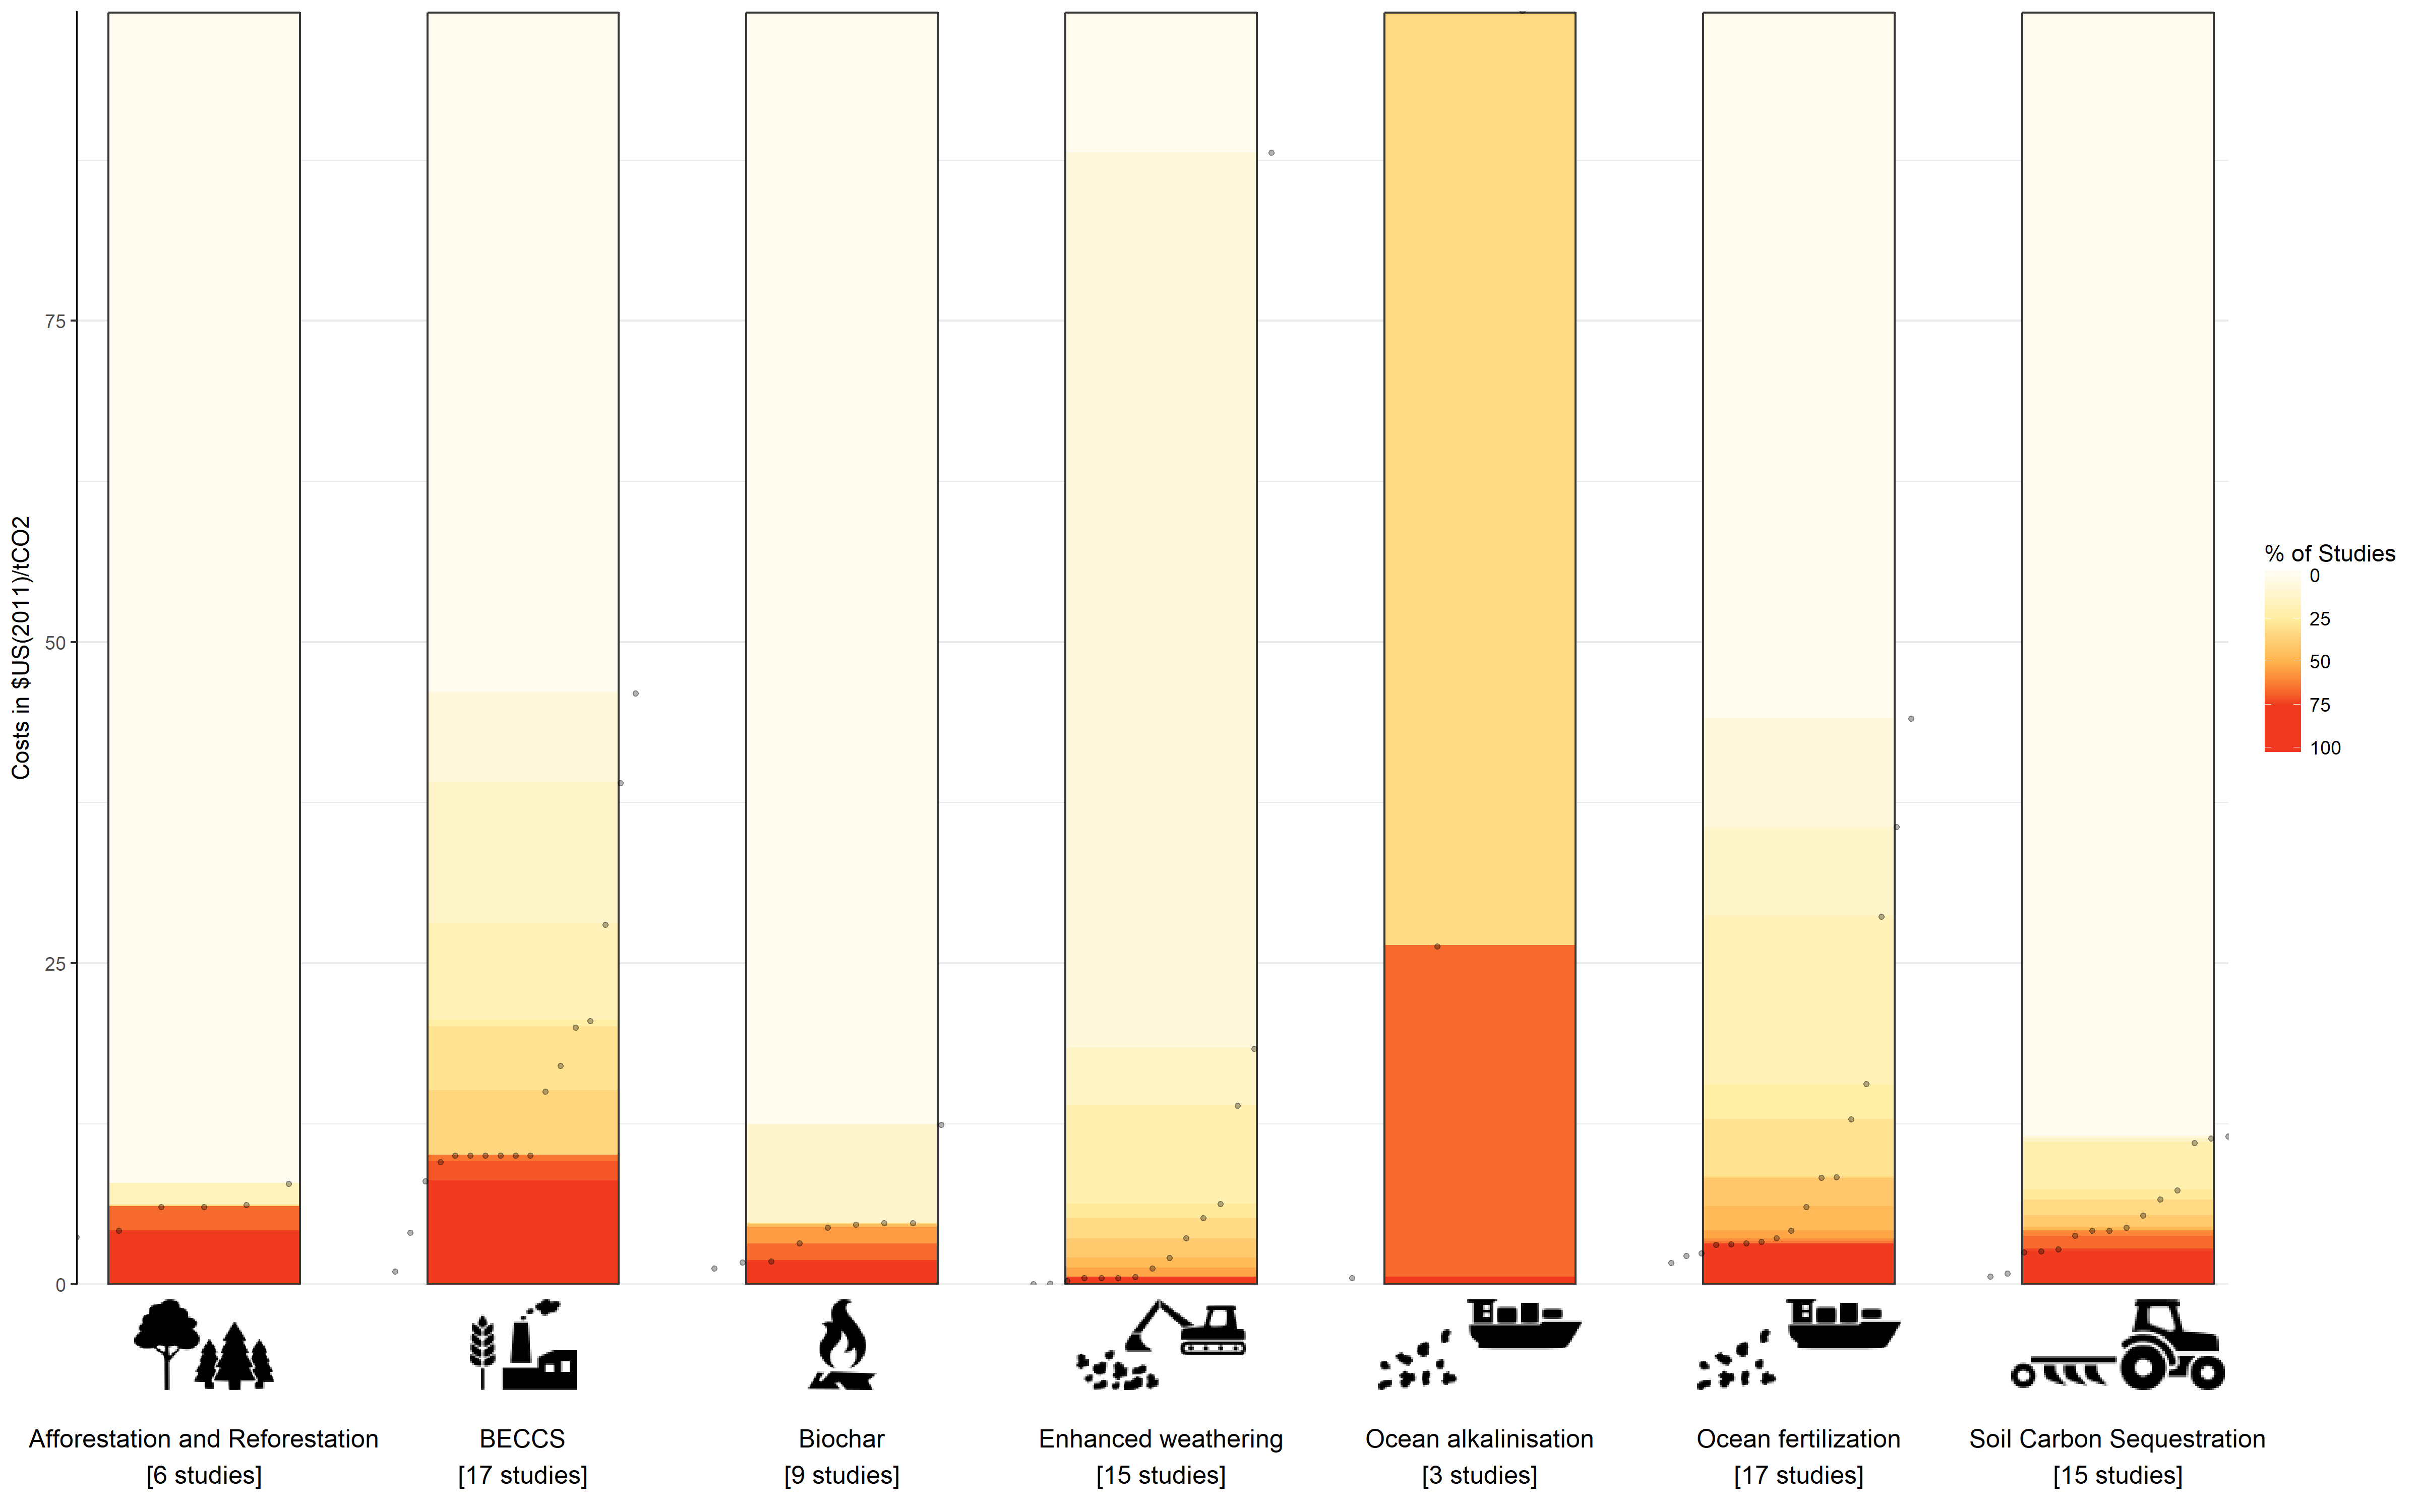 Costs in $US(2011)/tCO2
75
50
25
0
% of Studies
0
25
50
75
100
Afforestation and Reforestation
[6 studies]
BECCS
[17 studies]
Biochar
[9 studies]
Enhanced weathering
[15 studies]
Ocean alkalinisation
[3 studies]
Ocean fertilization
[17 studies]
Soil Carbon Sequestration
[15 studies]